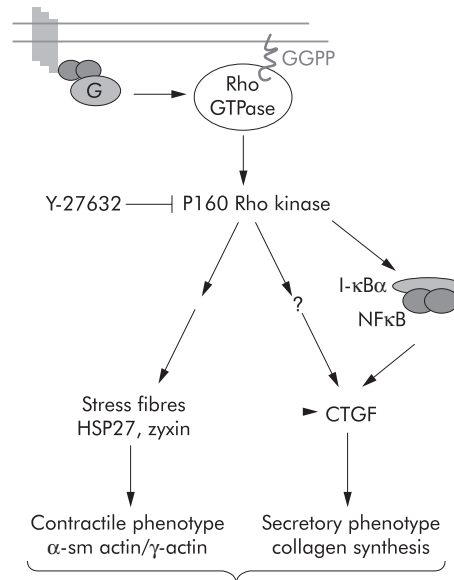 GGPP
G
Rho
GTPase
Y-27632
P160 Rho kinase
I-κBα
NFκB
?
Stress fibres
HSP27, zyxin
CTGF
Contractile phenotype
α-sm actin/γ-actin
Secretory phenotype
collagen synthesis